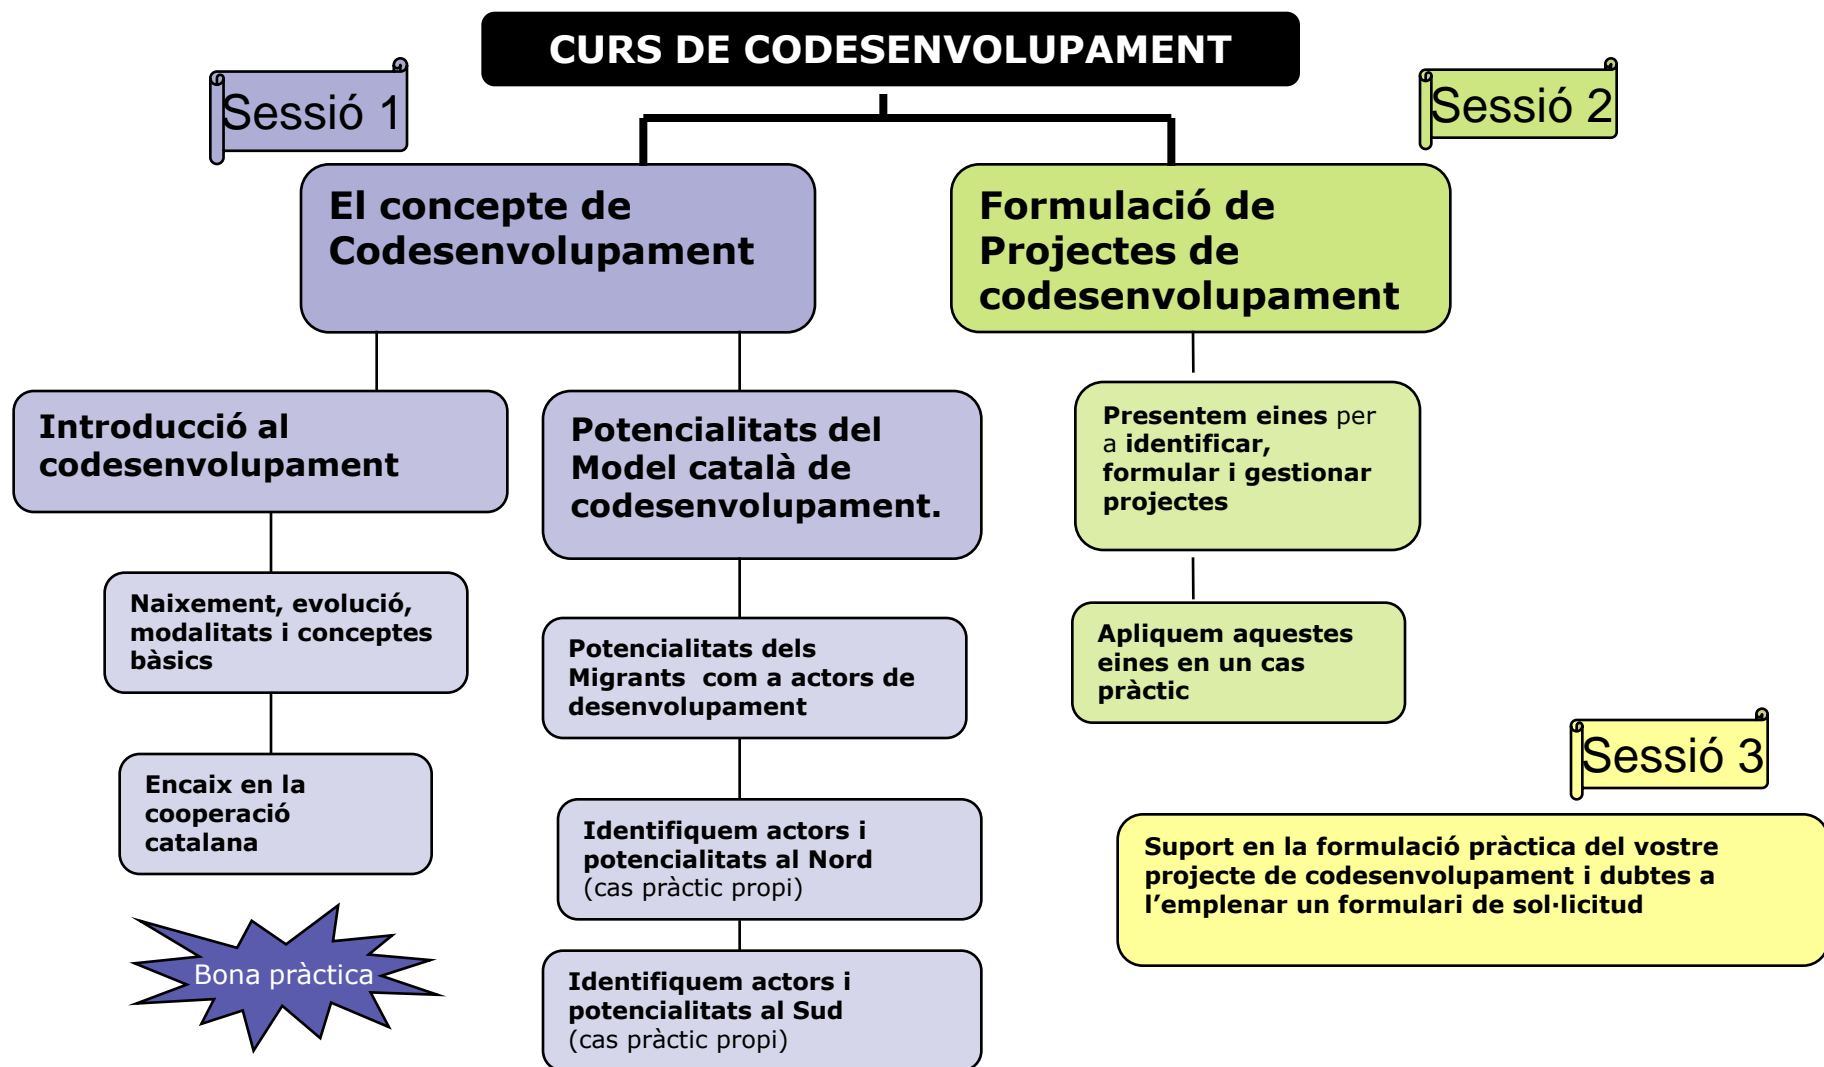 CURS DE CODESENVOLUPAMENT
Sessió 1
Sessió 2
El concepte de
Codesenvolupament
Formulació de
Projectes de
codesenvolupament
Introducció al
codesenvolupament
Potencialitats del
Model català de
codesenvolupament.
Presentem eines per
a identificar,
formular i gestionar
projectes
Naixement, evolució,
modalitats i conceptes
bàsics
Potencialitats dels
Migrants com a actors de
desenvolupament
Apliquem aquestes
eines en un cas
pràctic
Encaix en la
cooperació
catalana
Sessió 3
Identifiquem actors i
potencialitats al Nord
(cas pràctic propi)
Suport en la formulació pràctica del vostre
projecte de codesenvolupament i dubtes a
l’emplenar un formulari de sol·licitud
Bona pràctica
Identifiquem actors i
potencialitats al Sud
(cas pràctic propi)